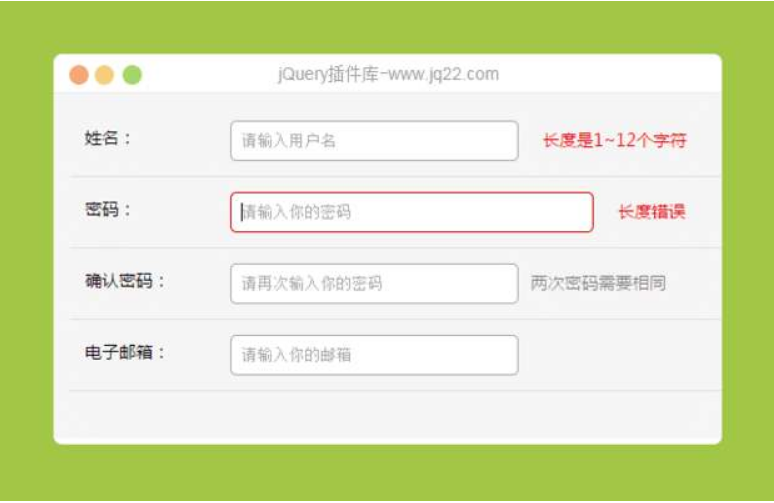 jQuery插件库-www.jq22.com
姓名：
请输入用户名
长度是1~12个字符
密码：
请输入你的密码
长度错误
确认密码：
请再次输入你的密码
两次密码需要相同
电子邮箱：
请输入你的邮箱